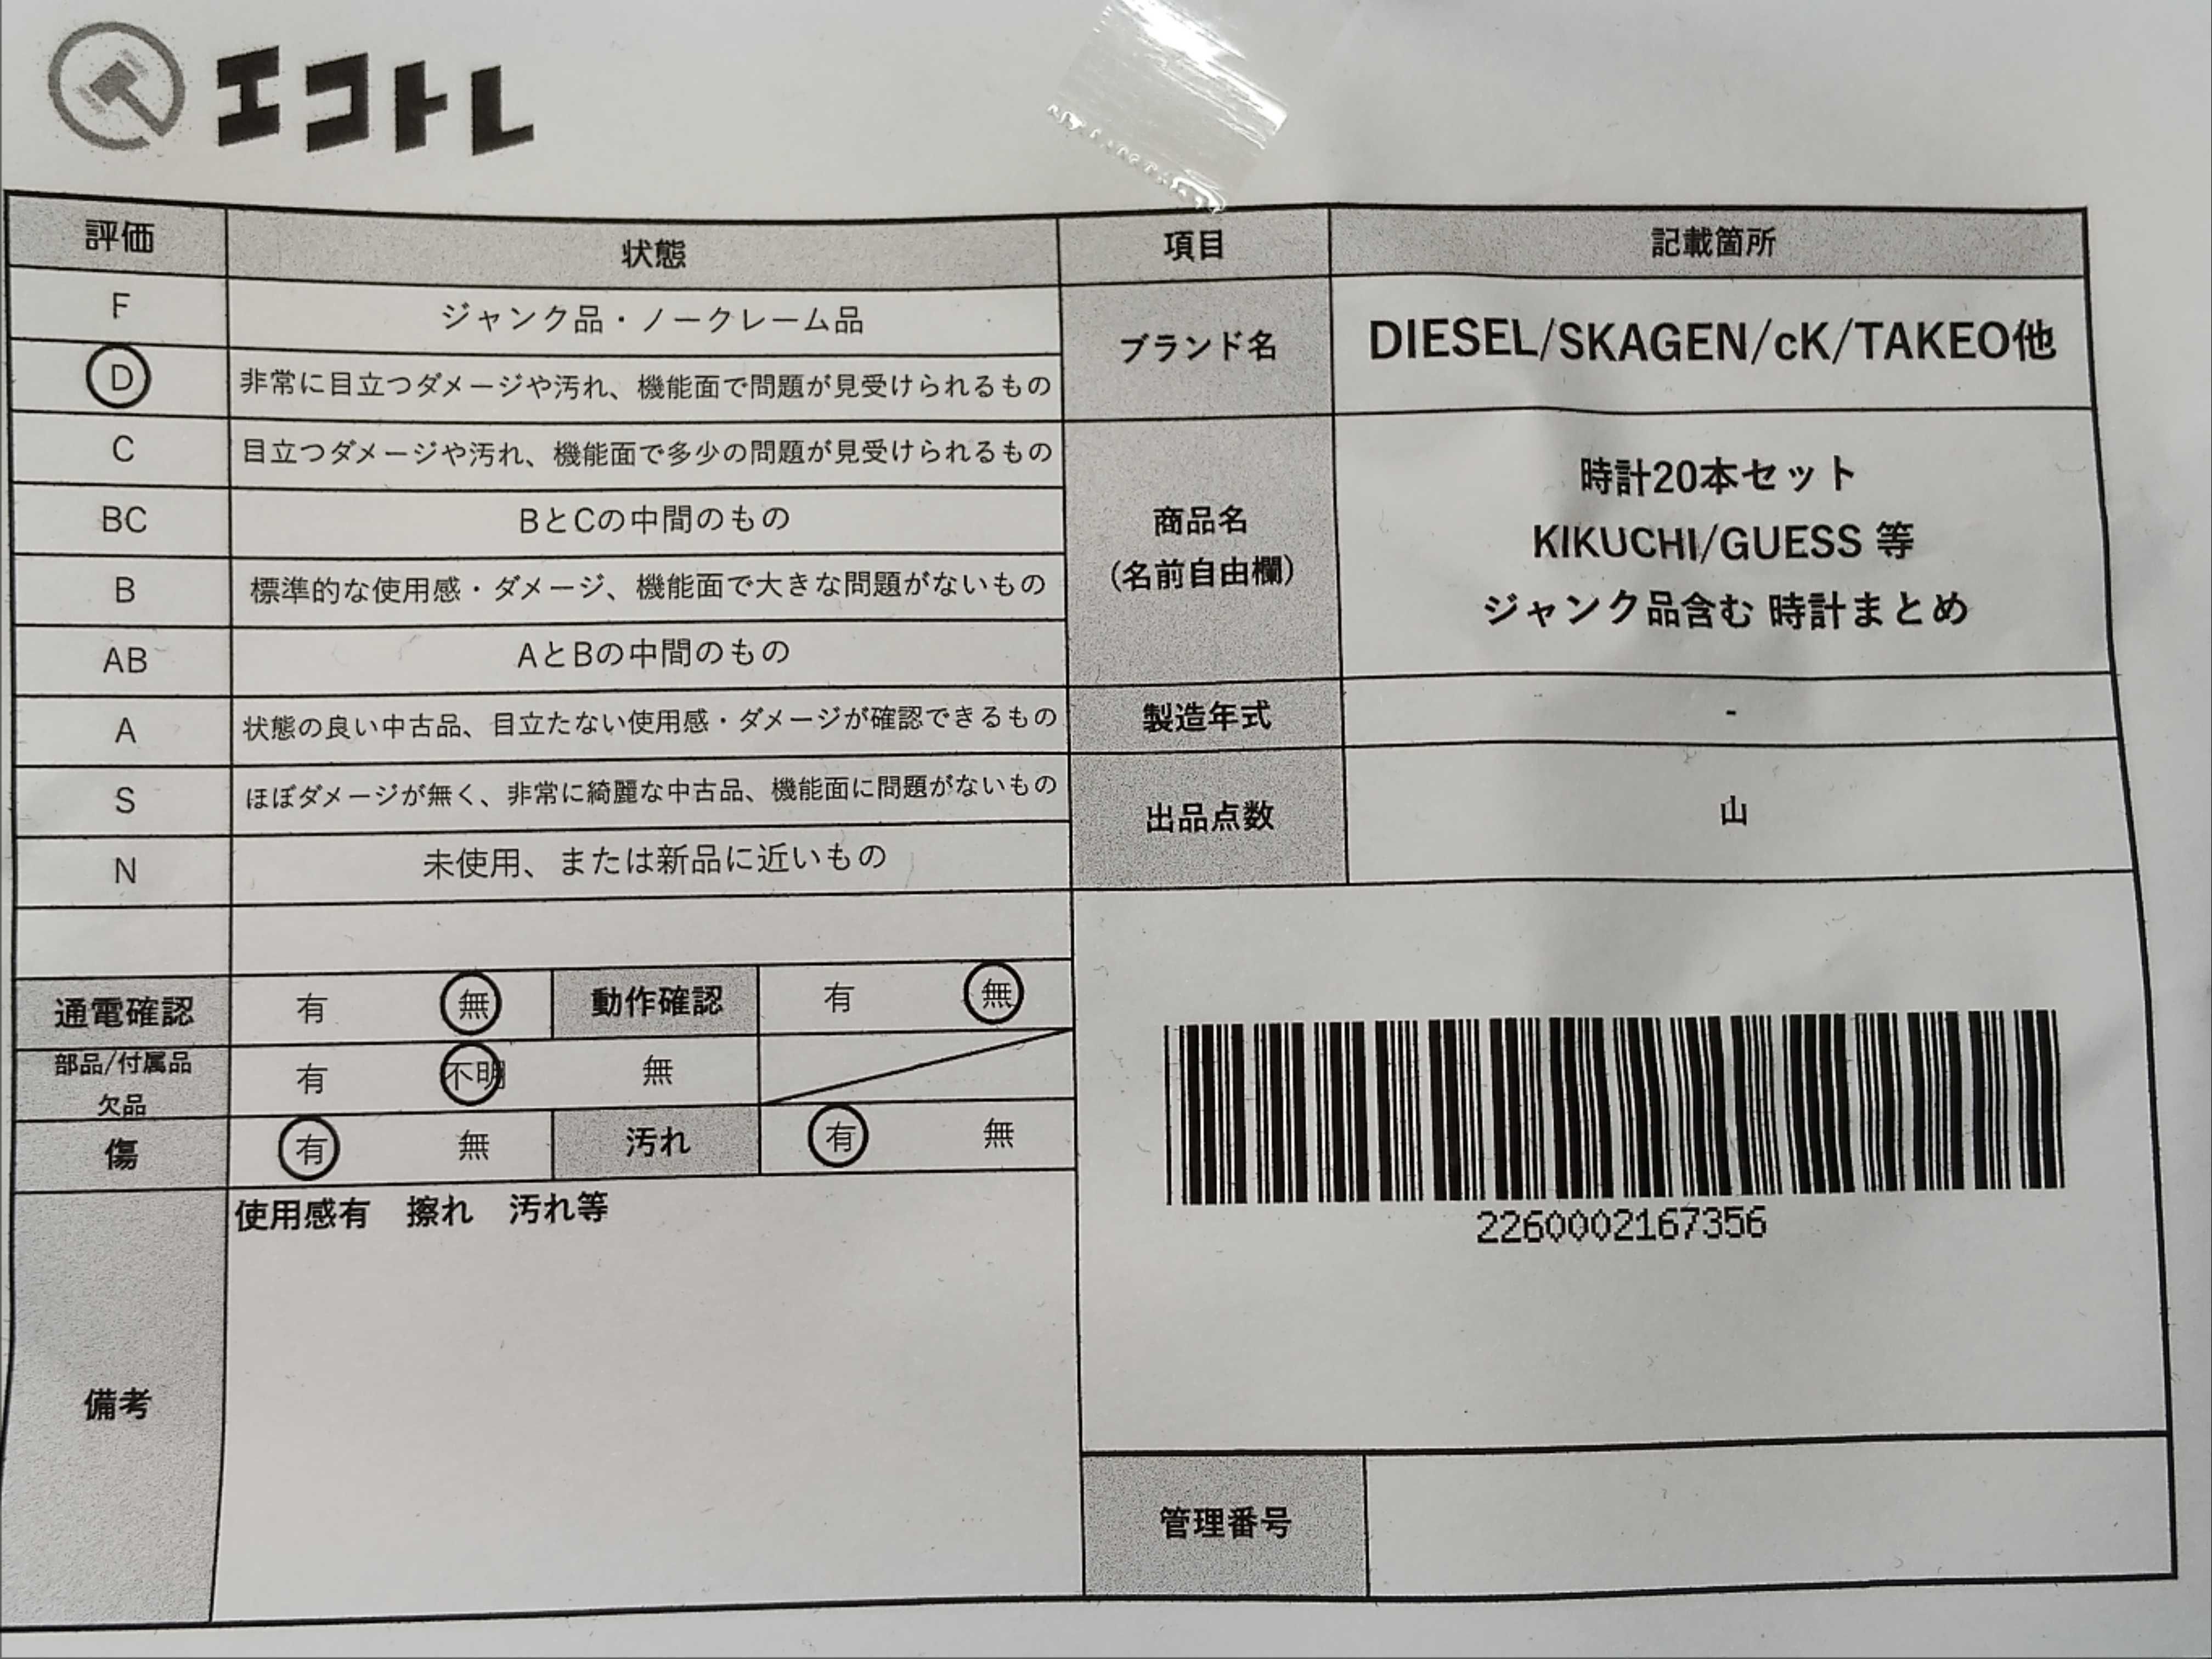 エコトレ
評価 状態 項目 記載箇所
F ジャンク品・ノークレーム品
D 非常に目立つダメージや汚れ、機能面で問題が見受けられるもの
C 目立つダメージや汚れ、機能面で多少の問題が見受けられるもの
BC BとCの中間のもの
B 標準的な使用感・ダメージ、機能面で大きな問題がないもの
AB AとBの中間のもの
A 状態の良い中古品、目立たない使用感・ダメージが確認できるもの
S ほぼダメージが無く、非常に綺麗な中古品、機能面に問題がないもの
N 未使用、または新品に近いもの
ブランド名 DIESEL/SKAGEN/cK/TAKEO他
商品名
(名前自由欄)
時計20本セット
KIKUCHI/GUESS 等
ジャンク品含む 時計まとめ
製造年式 -
出品点数 山
通電確認 有 無 動作確認 有 無
部品/付属品
欠品
有 不明 無
傷 有 無 汚れ 有 無
備考
使用感有 擦れ 汚れ等
2260002167356
管理番号